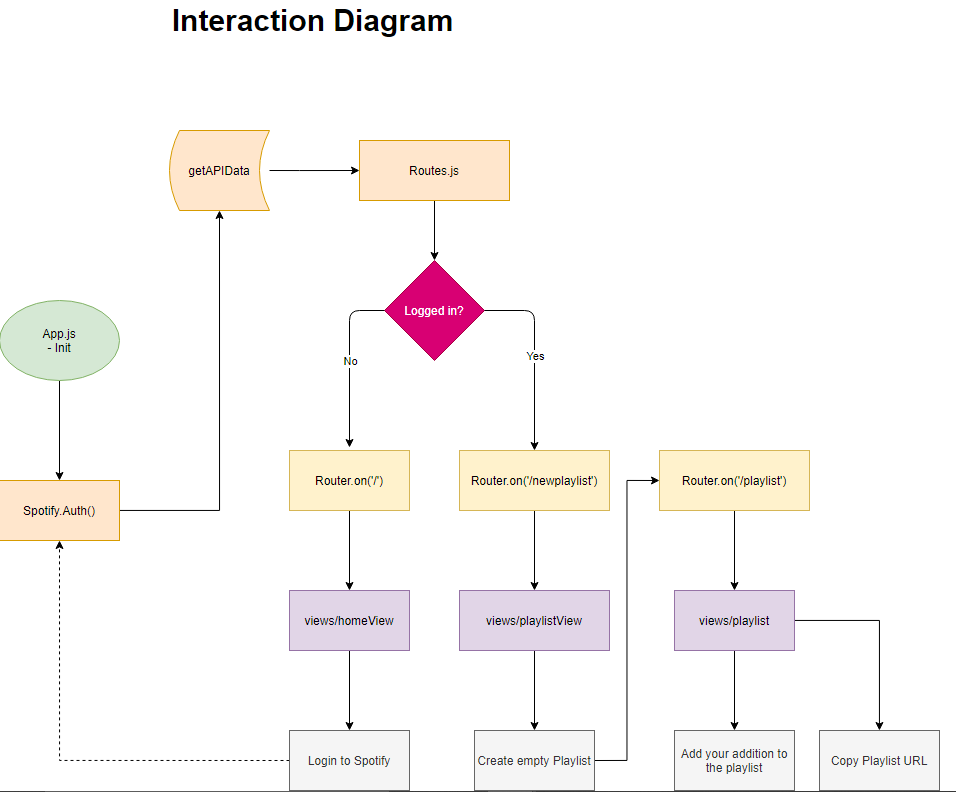 Interaction Diagram
getAPIData
Routes.js
Logged in?
App.js
- Init
No
Yes
Router.on('/')
Router.on('/newplaylist')
Router.on('/playlist')
Spotify.Auth()
views/homeView
views/playlistView
views/playlist
Login to Spotify
Create empty Playlist
Add your addition to
the playlist
Copy Playlist URL